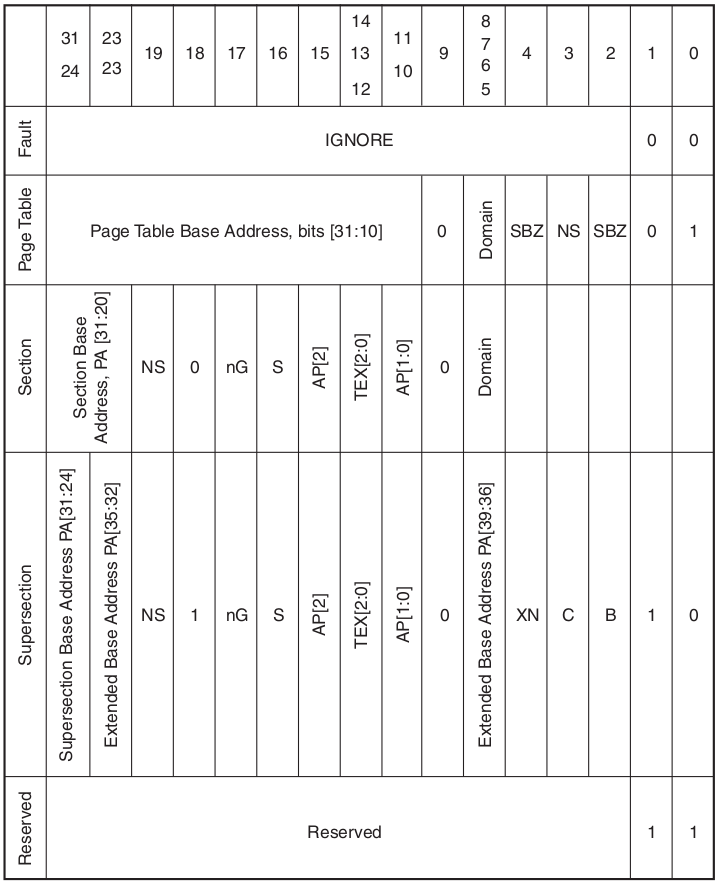 31 23 19 18 17 16 15 14 11 9 8 4 3 2 1 0
24 23 13 10 7
12 6
5
Fault IGNORE 0 0
Page Table Page Table Base Address, bits [31:10] 0 Domain SBZ NS SBZ 0 1
Section Section Base NS 0 nG S AP[2] TEX[2:0] AP[1:0] 0 Domain
Address, PA [31:20]
Supersection Supersection Base Address PA[31:24] Extended Base Address PA[35:32] NS 1 nG S AP[2] TEX[2:0] AP[1:0] 0 Extended Base Address PA[39:36] XN C B 1 0
Reserved Reserved 1 1